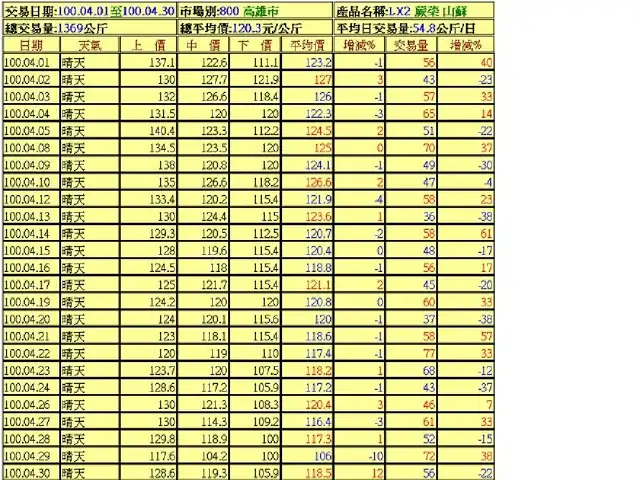 交易日期:100.04.01至100.04.30 市場別:800 高雄市 產品名稱:LX2 蕨菜 山蘇
總交易量:1369公斤 總平均價:120.3元/公斤 平均日交易量:54.8公斤/日
日期 天氣 上 價 中 價 下 價 平均價 增減% 交易量 增減%
100.04.01 晴天 137.1 122.6 111.1 123.2 -1 56 40
100.04.02 晴天 130 127.7 121.9 127 3 43 -23
100.04.03 晴天 132 126.6 118.4 126 -1 57 33
100.04.04 晴天 131.5 120 120 122.3 -3 65 14
100.04.05 晴天 140.4 123.3 112.2 124.5 2 51 -22
100.04.08 晴天 134.5 123.5 120 125 0 70 37
100.04.09 晴天 138 120.8 120 124.1 -1 49 -30
100.04.10 晴天 135 126.6 118.2 126.6 2 47 -4
100.04.12 晴天 133.4 120.2 115.4 121.9 -4 58 23
100.04.13 晴天 130 124.4 115 123.6 1 36 -38
100.04.14 晴天 129.3 120.5 112.5 120.7 -2 58 61
100.04.15 晴天 128 119.6 115.4 120.4 0 48 -17
100.04.16 晴天 124.5 118 115.4 118.8 -1 56 17
100.04.17 晴天 125 121.7 115.4 121.1 2 45 -20
100.04.19 晴天 124.2 120 120 120.8 0 60 33
100.04.20 晴天 124 120.1 115.6 120 -1 37 -38
100.04.21 晴天 123 118.1 115.4 118.6 -1 58 57
100.04.22 晴天 120 119 110 117.4 -1 77 33
100.04.23 晴天 123.7 120 107.5 118.2 1 68 -12
100.04.24 晴天 128.6 117.2 105.9 117.2 -1 43 -37
100.04.26 晴天 130 121.3 108.3 120.4 3 46 7
100.04.27 晴天 130 114.3 109.2 116.4 -3 61 33
100.04.28 晴天 129.8 118.9 100 117.3 1 52 -15
100.04.29 晴天 117.6 104.2 100 106 -10 72 38
100.04.30 晴天 128.6 119.3 105.9 118.5 12 56 -22